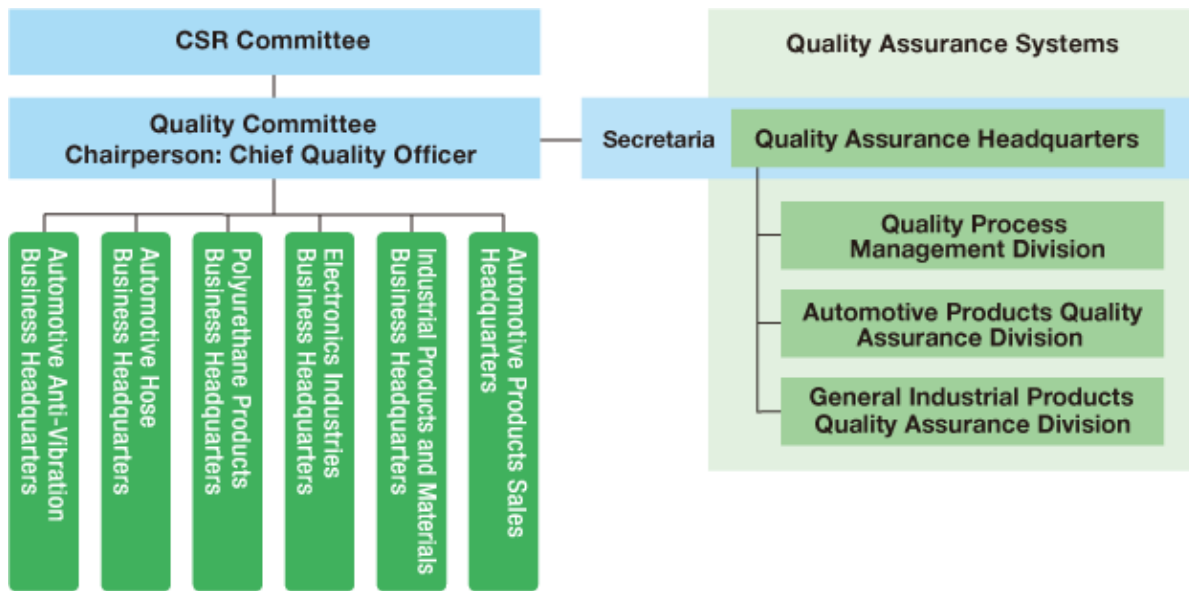 CSR Committee
Quality Assurance Systems
Quality Committee
Chairperson: Chief Quality Officer
Secretaria
Quality Assurance Headquarters
Automotive Anti-Vibration
Business Headquarters
Automotive Hose
Business Headquarters
Polyurethane Products
Business Headquarters
Electronics Industries
Business Headquarters
Industrial Products and Materials
Business Headquarters
Automotive Products Sales
Headquarters
Quality Process
Management Division
Automotive Products Quality
Assurance Division
General Industrial Products
Quality Assurance Division